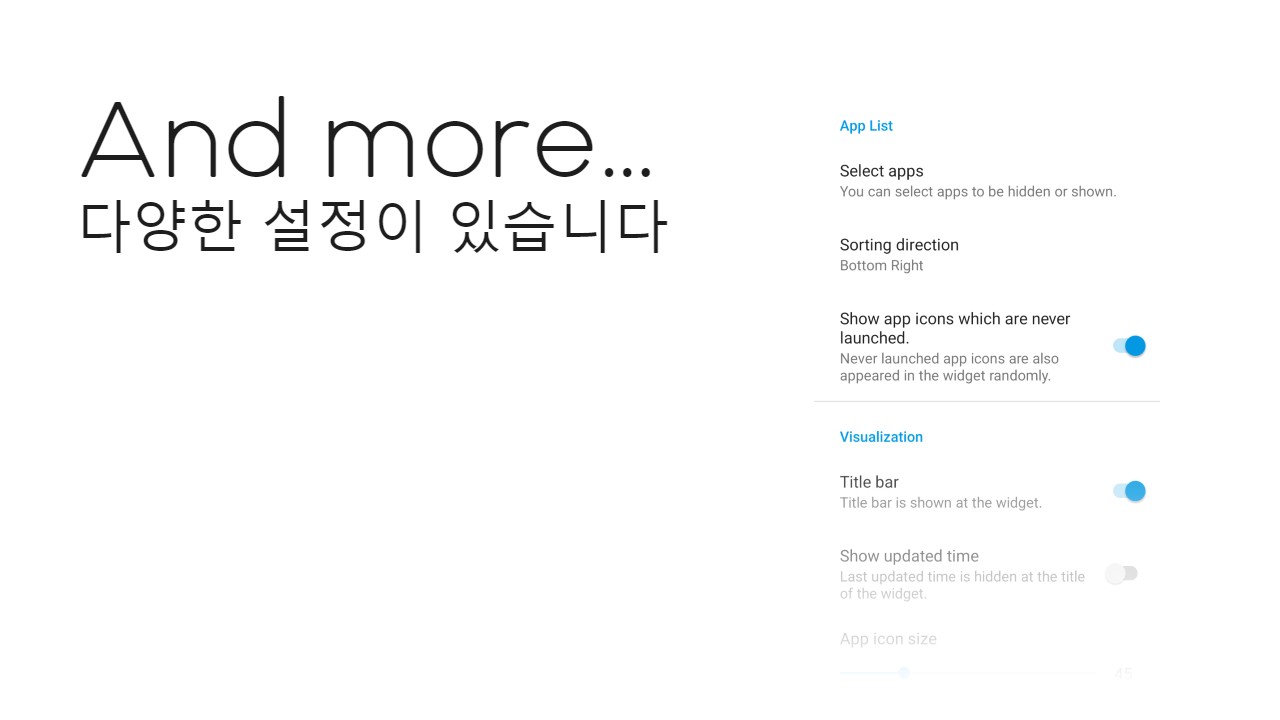 And more...
다양한 설정이 있습니다
App List
Select apps
You can select apps to be hidden or shown.
Sorting direction
Bottom Right
Show app icons which are never
launched.
Never launched app icons are also
appeared in the widget randomly.
Visualization
Title bar
Title bar is shown at the widget.
Show updated time
Last updated time is hidden at the title
of the widget.
App icon size
45